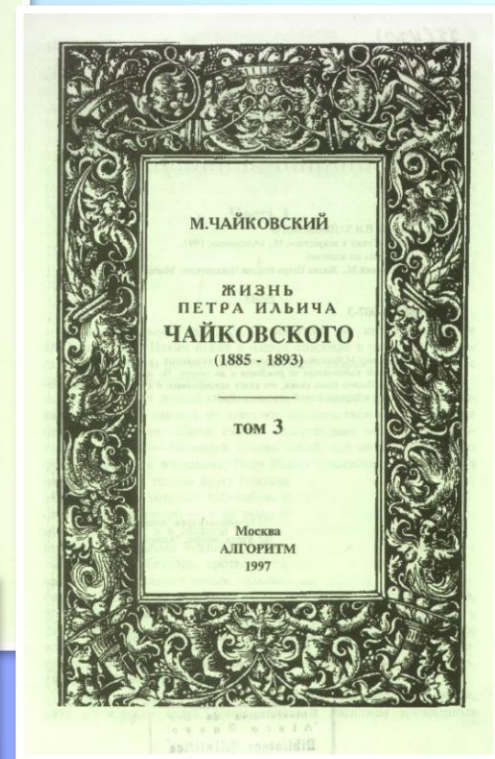 М.ЧАЙКОВСКИЙ
ЖИЗНЬ
ПЕТРА ИЛЬИЧА
ЧАЙКОВСКОГО
(1885 - 1893)
ТОМ 3
Москва
АЛГОРИТМ
1997